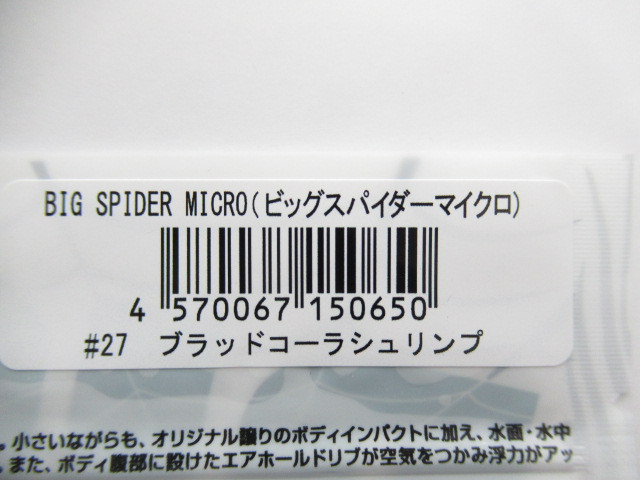 BIG SPIDER MICRO(ビッグスパイダーマイクロ)
4 570067 150650
#27 ブラッドコーラシュリンプ
。小さいながらも、オリジナル譲りのボディインパクトに加え、水面・水中
。また、ボディ腹部に設けたエアホールドリブが空気をつかみ浮力がアッ